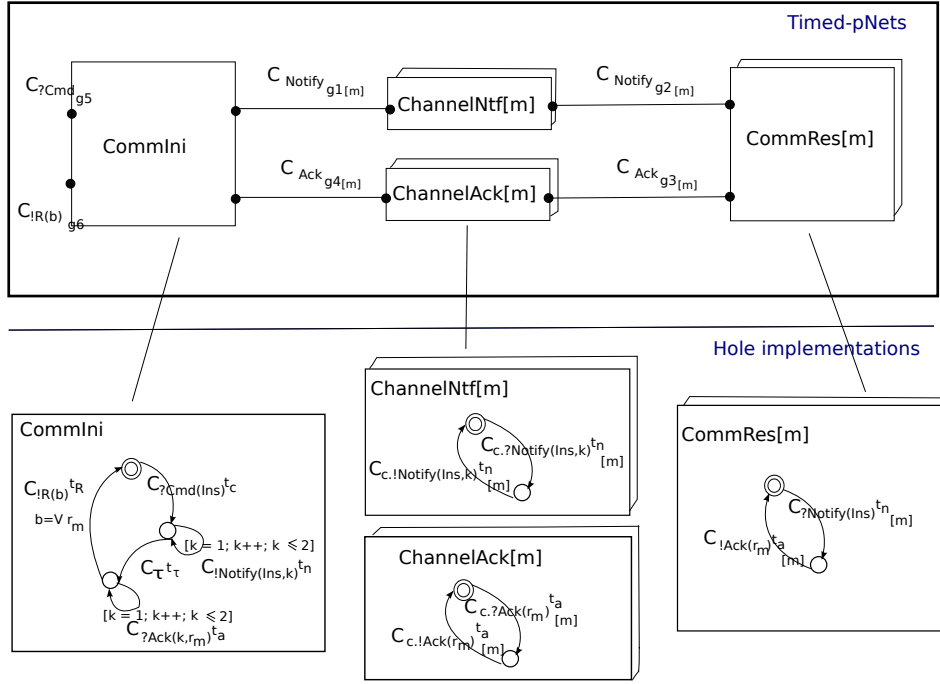 Timed-pNets
C?Cmd g5
C Notify g1[m]
ChannelNtf[m]
C Notify g2[m]
CommIni
CommRes[m]
C Ack g4[m]
ChannelAck[m]
C Ack g3[m]
C!R(b) g6
Hole implementations
ChannelNtf[m]
C c.?Notify(Ins,k) tn [m]
C c.!Notify(Ins,k) tn [m]
CommIni
C!R(b) tR
b=V rm
C?Cmd(Ins) tc
[k = 1; k++; k ⩽2]
C!Notify(Ins,k) tn
Cτ tτ
[k = 1; k++; k ⩽2]
C?Ack(k,rm) ta
ChannelAck[m]
C c.?Ack(rm) ta [m]
C c.!Ack(rm) ta [m]
CommRes[m]
C?Notify(Ins) tn [m]
C!Ack(rm) ta [m]